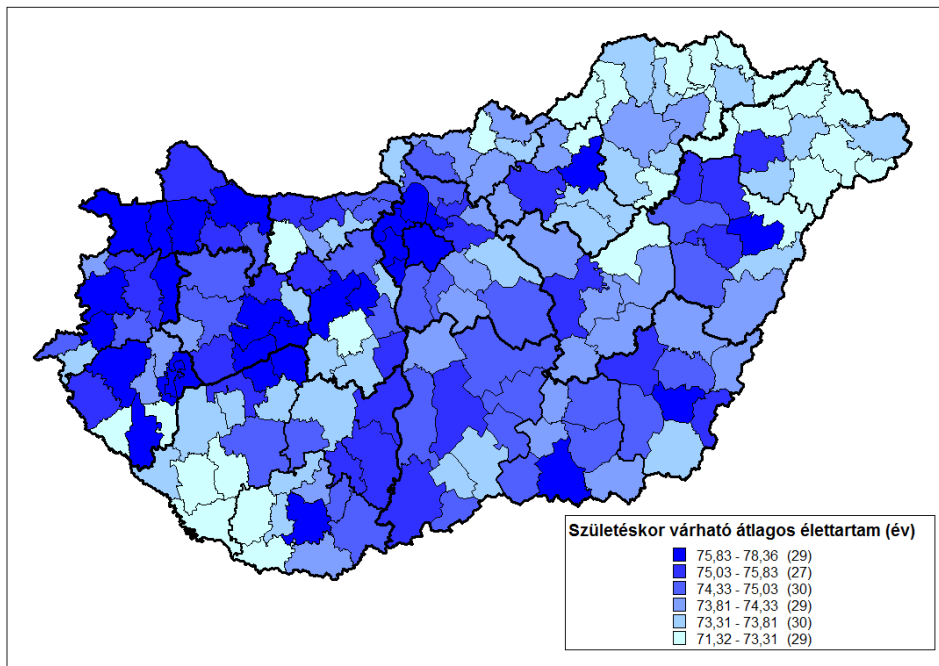 Születéskor várható átlagos élettartam (év)
75,83 - 78,36 (29)
75,03 - 75,83 (27)
74,33 - 75,03 (30)
73,81 - 74,33 (29)
73,31 - 73,81 (30)
71,32 - 73,31 (29)